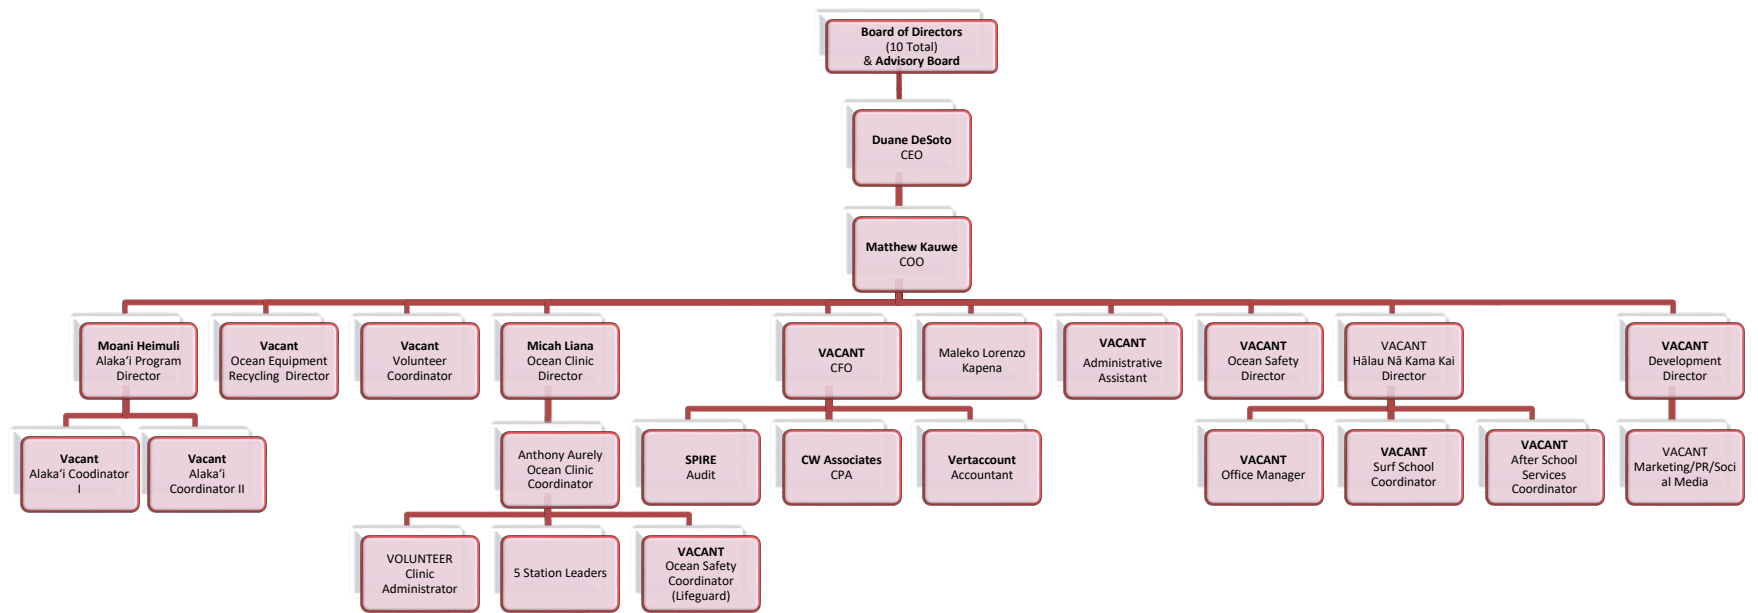 Board of Directors
(10 Total)
& Advisory Board
Duane DeSoto
CEO
Matthew Kauwe
COO
Moani Heimuli
Alakaʻi Program
Director
Vacant
Ocean Equipment
Recycling Director
Vacant
Volunteer
Coordinator
Micah Liana
Ocean Clinic
Director
VACANT
CFO
Maleko Lorenzo
Kapena
VACANT
Administrative
Assistant
VACANT
Ocean Safety
Director
VACANT
Hālau Nā Kama Kai
Director
VACANT
Development
Director
Vacant
Alakaʻi Coodinator
I
Vacant
Alakaʻi
Coordinator II
Anthony Aurely
Ocean Clinic
Coordinator
SPIRE
Audit
CW Associates
CPA
Vertaccount
Accountant
VACANT
Office Manager
VACANT
Surf School
Coordinator
VACANT
After School
Services
Coordinator
VACANT
Marketing/PR/Soci
al Media
VOLUNTEER
Clinic
Administrator
5 Station Leaders
VACANT
Ocean Safety
Coordinator
(Lifeguard)